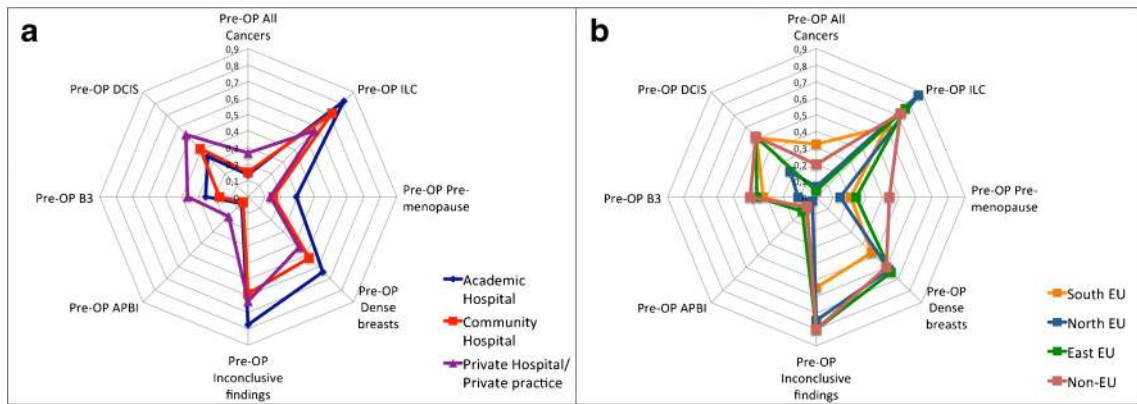 a
Pre-OP All
Cancers
0,9
0,8
0,7
0,6
0,5
0,4
0,3
0,2
0,1
0
Pre-OP ILC
Pre-OP Pre-
menopause
Pre-OP
Dense
breasts
Pre-OP
Inconclusive
findings
Pre-OP APBI
Pre-OP B3
Pre-OP DCIS
Academic
Hospital
Community
Hospital
Private Hospital/
Private practice
b
Pre-OP All
Cancers
0,9
0,8
0,7
0,6
0,5
0,4
0,3
0,2
0,1
0
Pre-OP ILC
Pre-OP Pre-
menopause
Pre-OP
Dense
breasts
Pre-OP
Inconclusive
findings
Pre-OP APBI
Pre-OP B3
Pre-OP DCIS
South EU
North EU
East EU
Non-EU